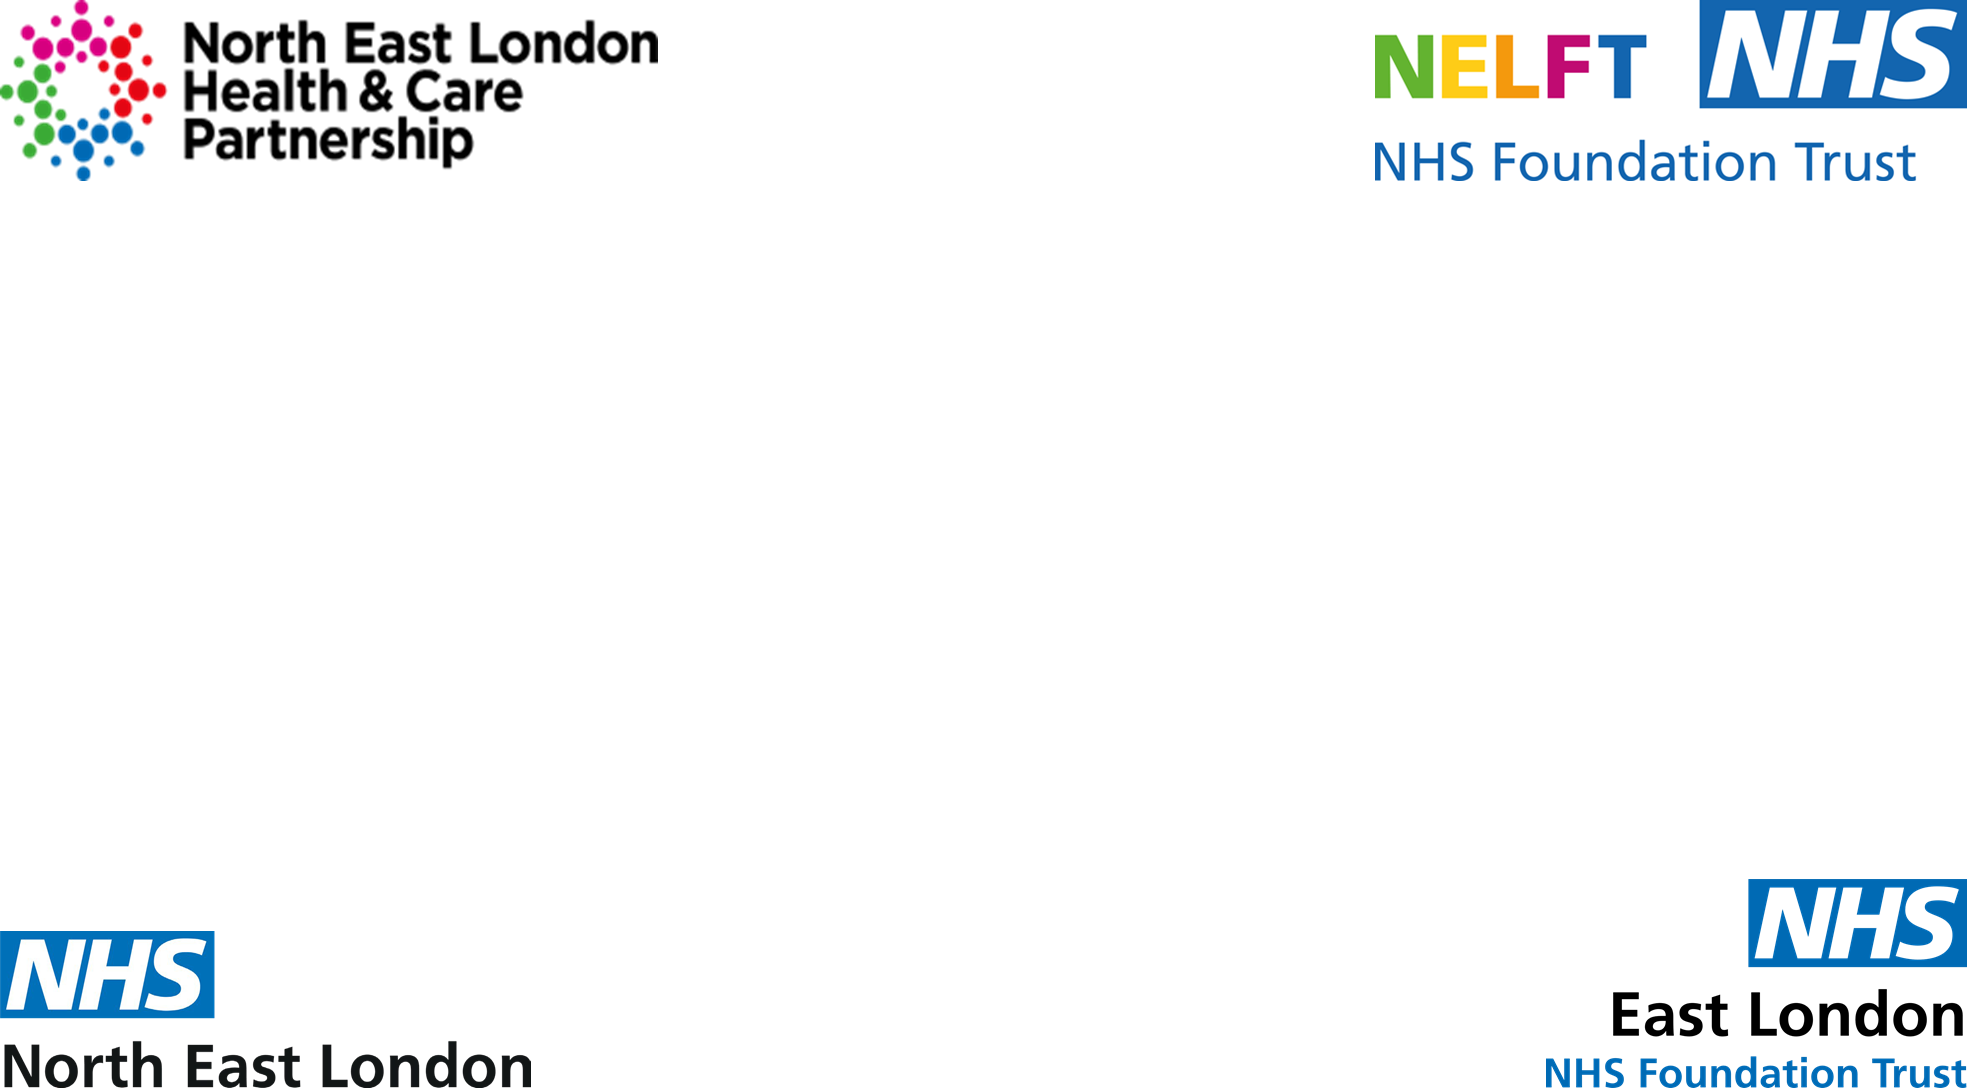 North East London
Health & Care
Partnership
NELFT NHS
NHS Foundation Trust
NHS
North East London
NHS
East London
NHS Foundation Trust